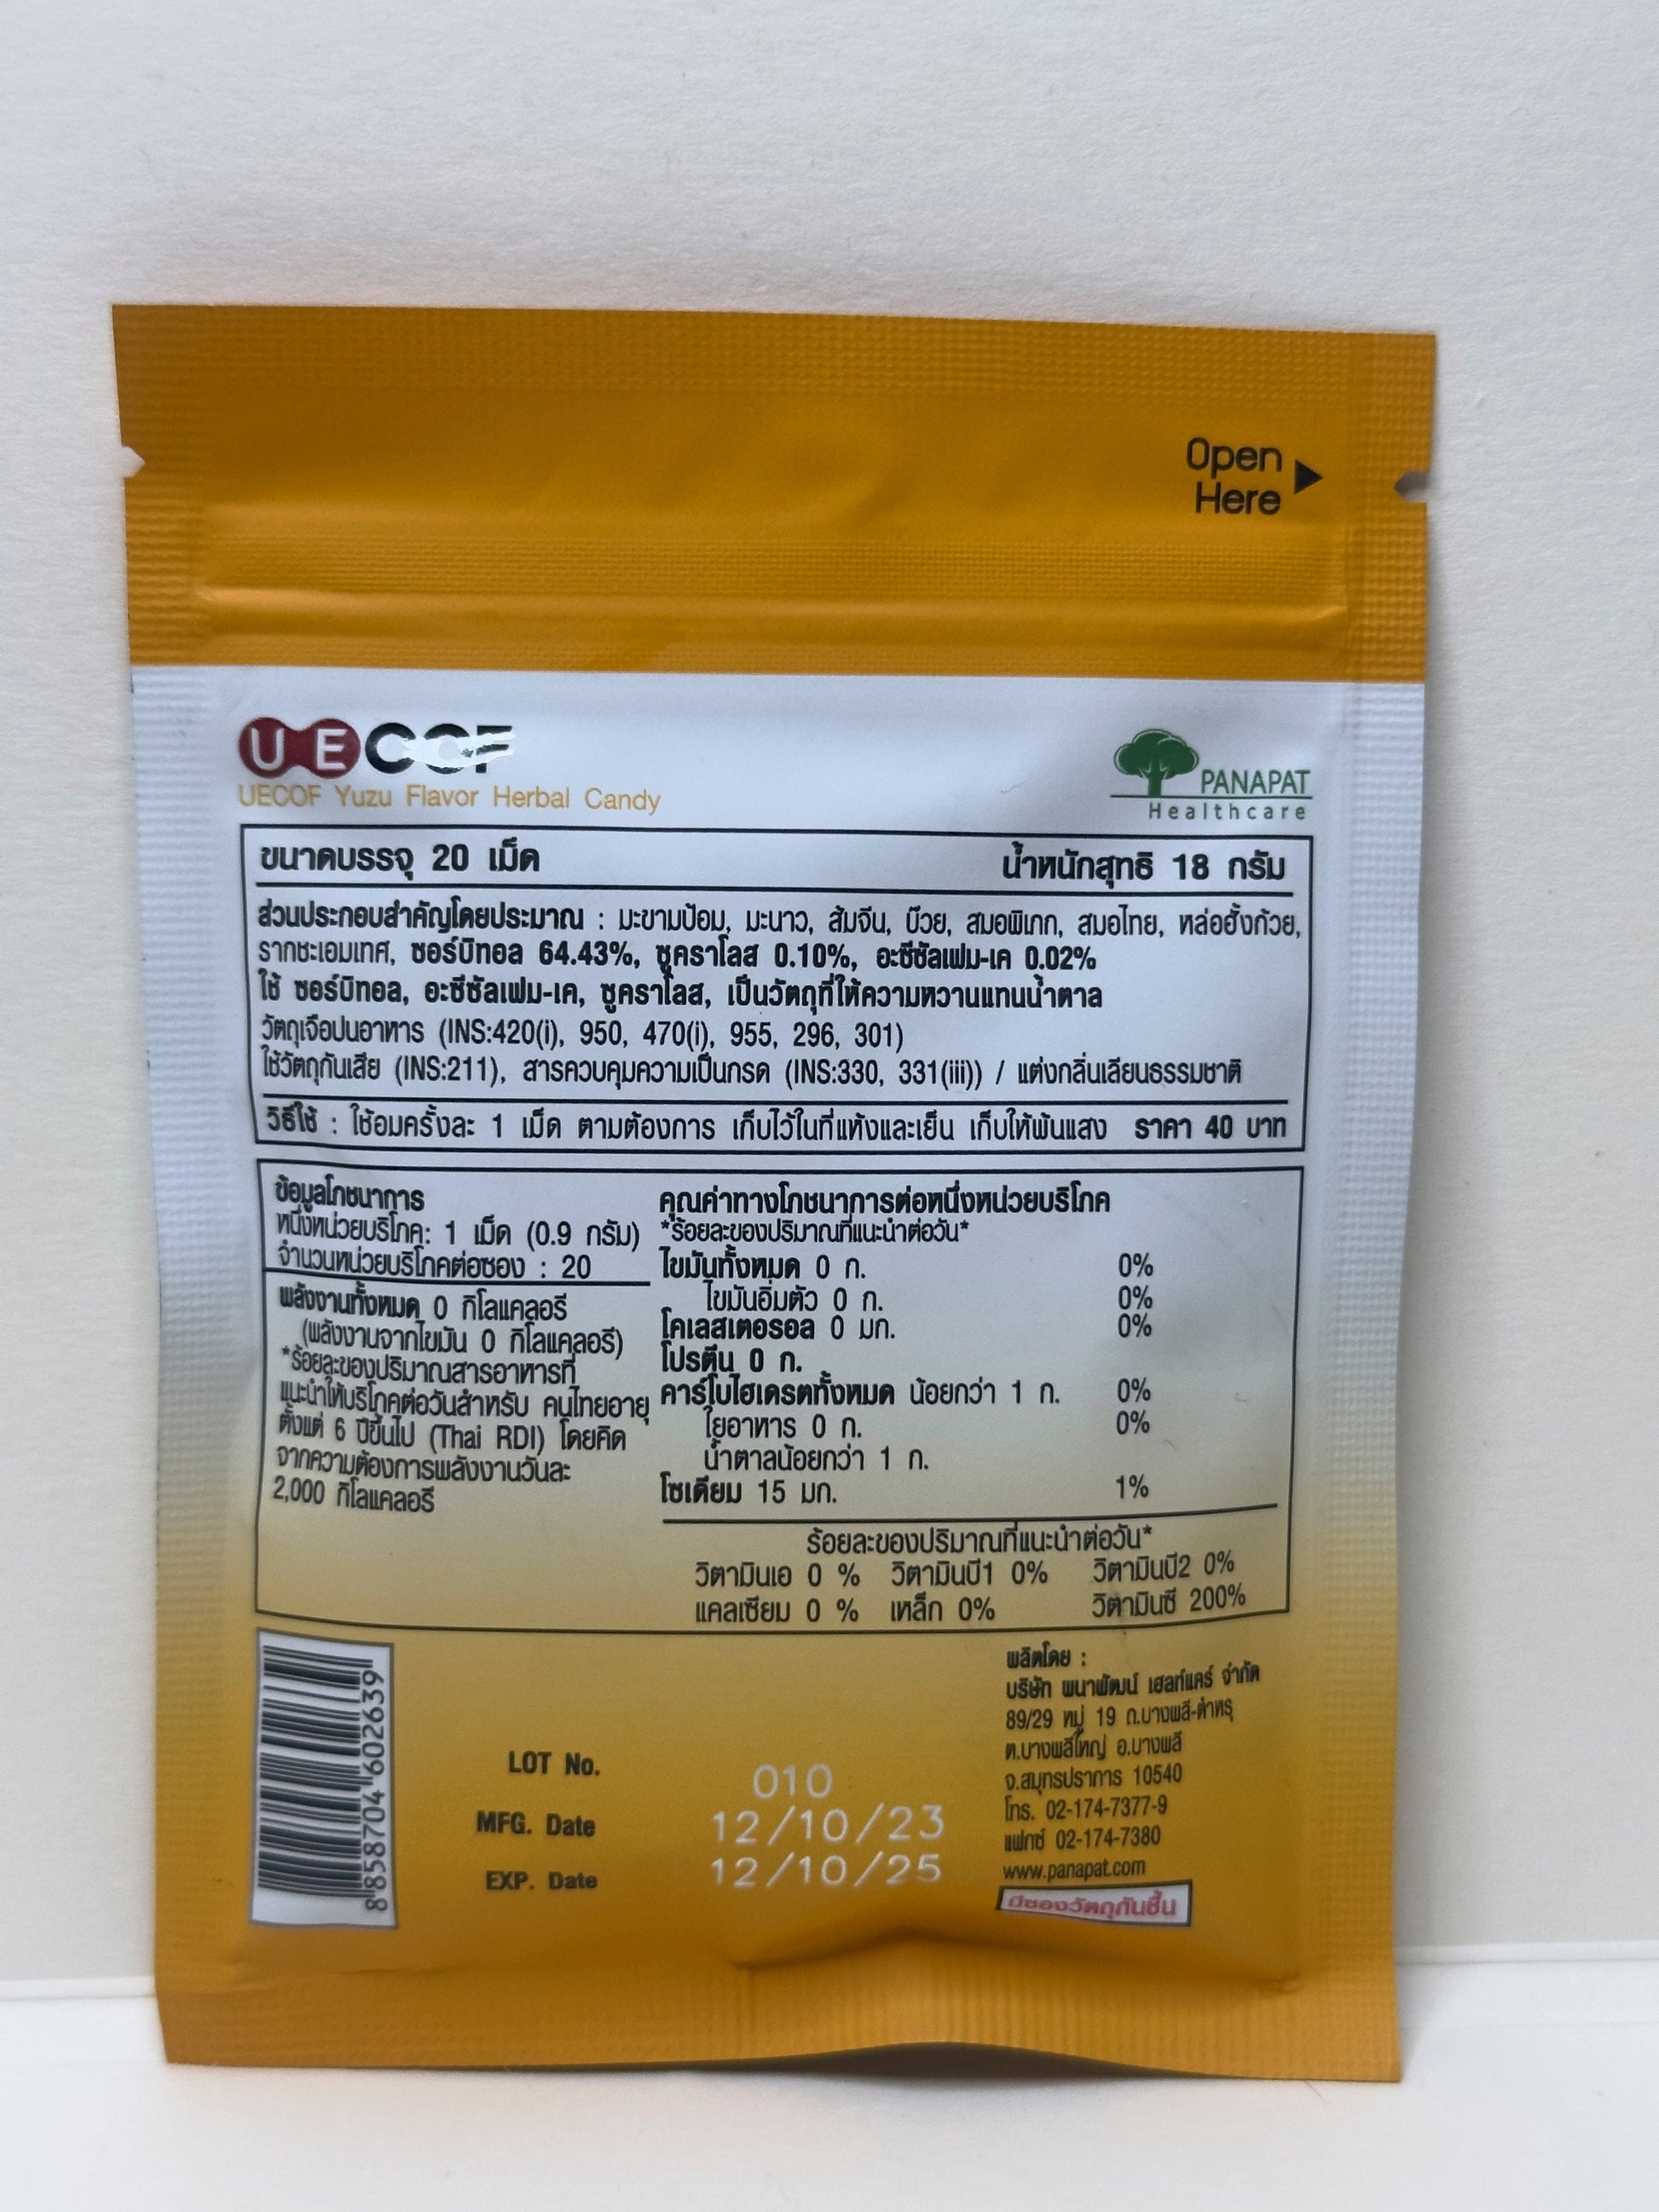 Open
Here
UECOF
UECOF Yuzu Flavor Herbal Candy
PANAPAT
Healthcare
ขนาดบรรจุ 20 เม็ด น้ำหนักสุทธิ 18 กรัม
ส่วนประกอบสำคัญโดยประมาณ : มะขามป้อม, มะนาว, ส้มจีน, บ๊วย, สมอพิเภก, สมอไทย, หล่อฮั้งก้วย,
รากชะเอมเทศ, ซอร์บิทอล 64.43%, ซูคราโลส 0.10%, อะซีซัลเฟม-เค 0.02%
ใช้ ซอร์บิทอล, อะซีซัลเฟม-เค, ซูคราโลส, เป็นวัตถุที่ให้ความหวานแทนน้ำตาล
วัตถุเจือปนอาหาร (INS:420(i), 950, 470(i), 955, 296, 301)
ใช้วัตถุกันเสีย (INS:211), สารควบคุมความเป็นกรด (INS:330, 331(iii)) / แต่งกลิ่นเลียนธรรมชาติ
วิธีใช้ : ใช้อมครั้งละ 1 เม็ด ตามต้องการ เก็บไว้ในที่แห้งและเย็น เก็บให้พ้นแสง ราคา 40 บาท
ข้อมูลโภชนาการ
หนึ่งหน่วยบริโภค: 1 เม็ด (0.9 กรัม)
จำนวนหน่วยบริโภคต่อซอง : 20
พลังงานทั้งหมด 0 กิโลแคลอรี
(พลังงานจากไขมัน 0 กิโลแคลอรี)
*ร้อยละของปริมาณสารอาหารที่
แนะนำให้บริโภคต่อวันสำหรับ คนไทยอายุ
ตั้งแต่ 6 ปีขึ้นไป (Thai RDI) โดยคิด
จากความต้องการพลังงานวันละ
2,000 กิโลแคลอรี
คุณค่าทางโภชนาการต่อหนึ่งหน่วยบริโภค
*ร้อยละของปริมาณที่แนะนำต่อวัน*
ไขมันทั้งหมด 0 ก. 0%
ไขมันอิ่มตัว 0 ก. 0%
โคเลสเตอรอล 0 มก. 0%
โปรตีน 0 ก.
คาร์โบไฮเดรตทั้งหมด น้อยกว่า 1 ก. 0%
ใยอาหาร 0 ก. 0%
น้ำตาลน้อยกว่า 1 ก.
โซเดียม 15 มก. 1%
ร้อยละของปริมาณที่แนะนำต่อวัน*
วิตามินเอ 0 % วิตามินบี1 0% วิตามินบี2 0%
แคลเซียม 0 % เหล็ก 0% วิตามินซี 200%
8 858704 602639
LOT No. 010
MFG. Date 12/10/23
EXP. Date 12/10/25
ผลิตโดย :
บริษัท พนาพัฒน์ เฮลท์แคร์ จำกัด
89/29 หมู่ 19 ถ.บางพลี-ตำหรุ
ต.บางพลีใหญ่ อ.บางพลี
จ.สมุทรปราการ 10540
โทร. 02-174-7377-9
แฟกซ์ 02-174-7380
www.panapat.com
มีซองวัตถุกันชื้น